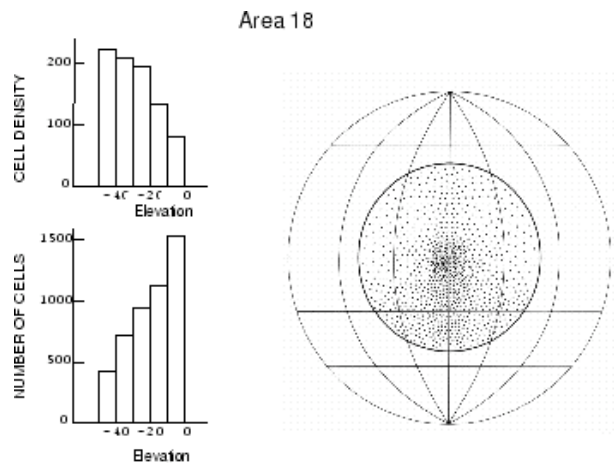 Area 18
CELL DENSITY
200
100
0
-40 -20 0
Elevation
NUMBER OF CELLS
1500
1000
500
0
-40 -20 0
Elevation